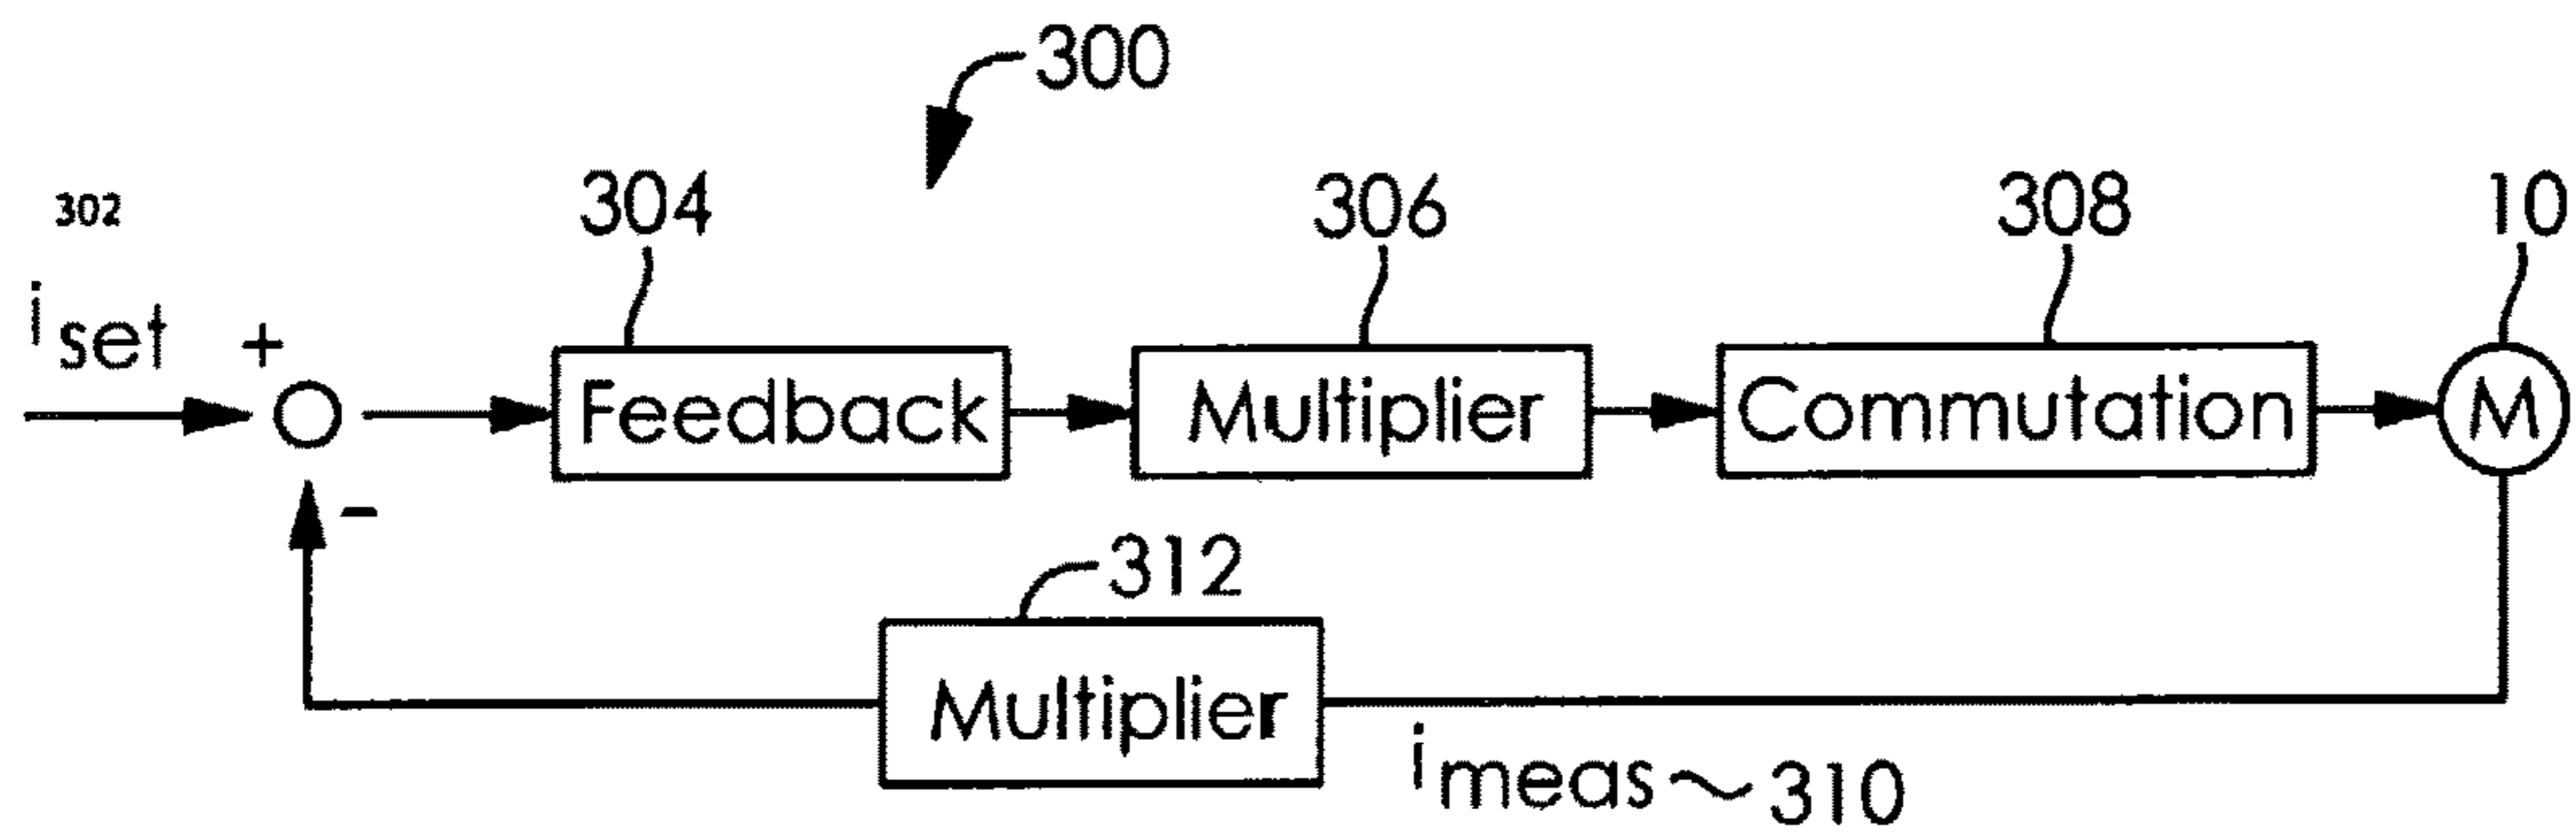 300
302
304
306
308
10
i set +
Feedback
Multiplier
Commutation
M
-
312
Multiplier
i meas ~ 310